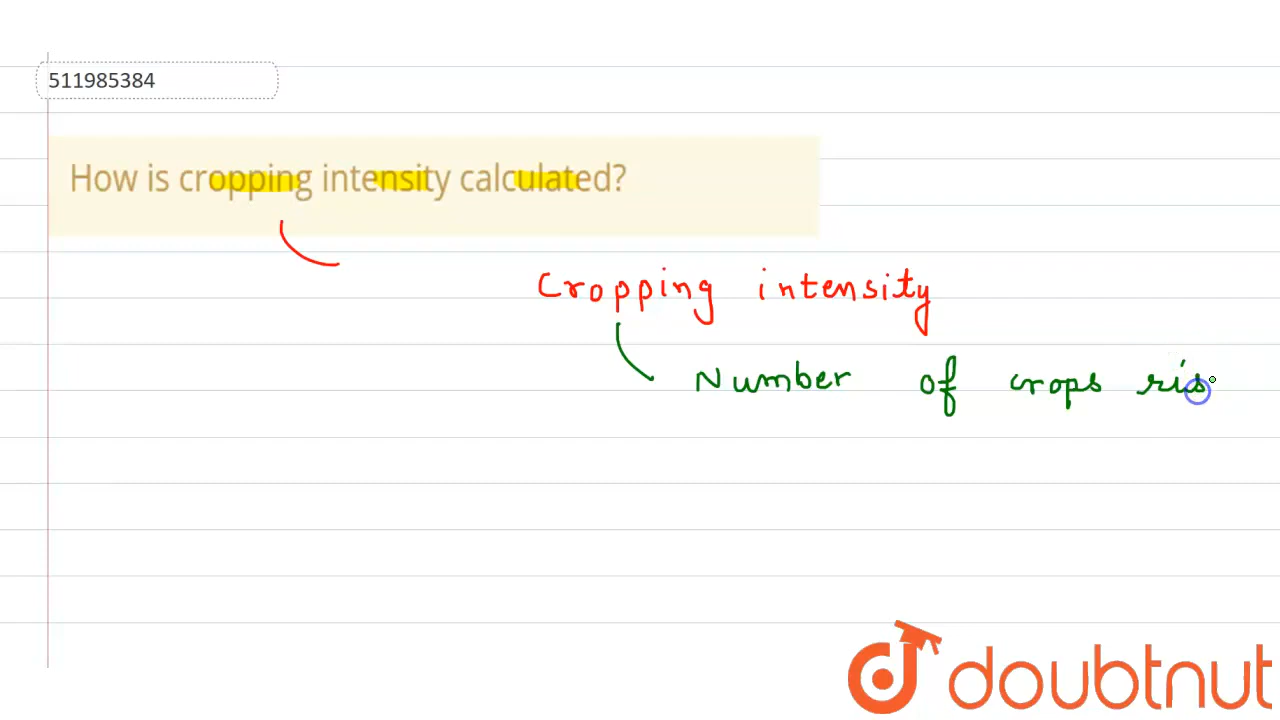 511985384
How is cropping intensity calculated?
Cropping intensity
Number of crops ris
doubtnut